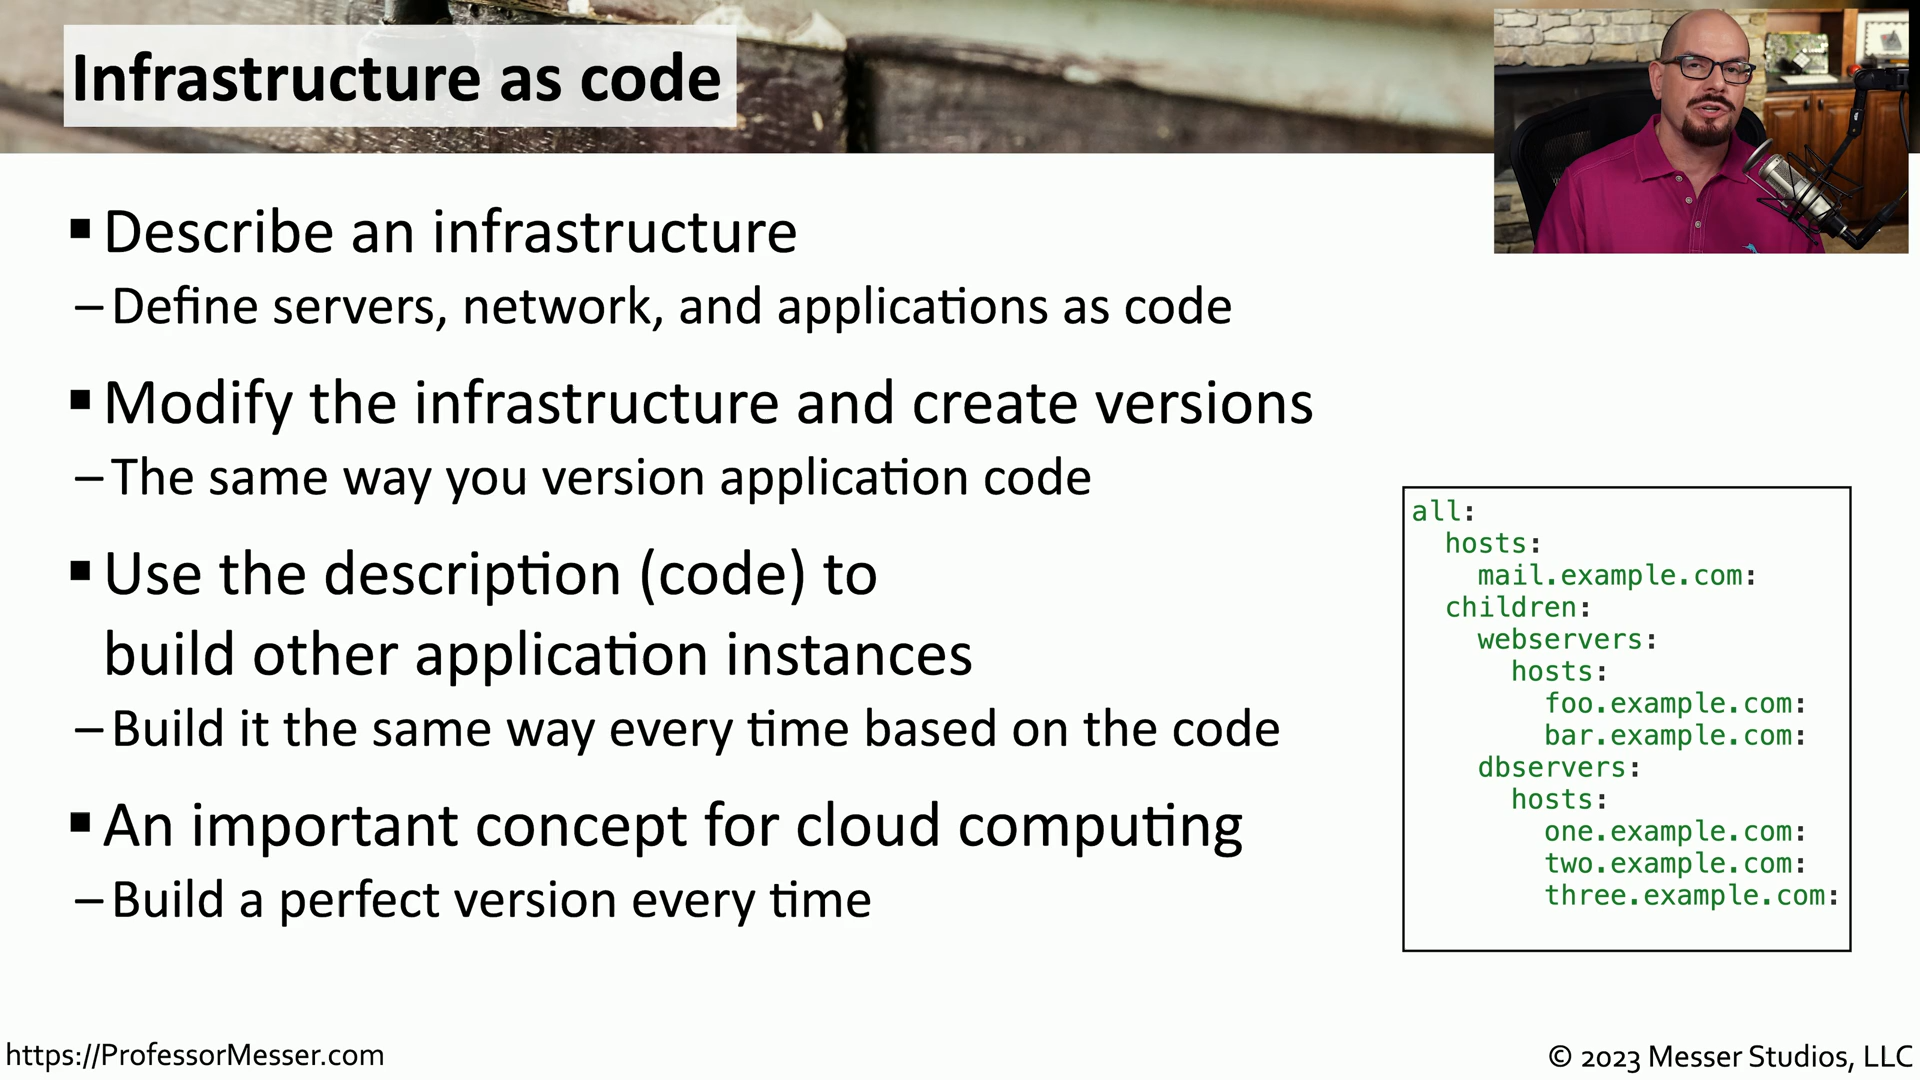 Infrastructure as code
▪ Describe an infrastructure
– Define servers, network, and applications as code
▪ Modify the infrastructure and create versions
– The same way you version application code
▪ Use the description (code) to
build other application instances
– Build it the same way every time based on the code
▪ An important concept for cloud computing
– Build a perfect version every time
all:
  hosts:
    mail.example.com:
  children:
    webservers:
      hosts:
        foo.example.com:
        bar.example.com:
    dbservers:
      hosts:
        one.example.com:
        two.example.com:
        three.example.com:
https://ProfessorMesser.com
© 2023 Messer Studios, LLC